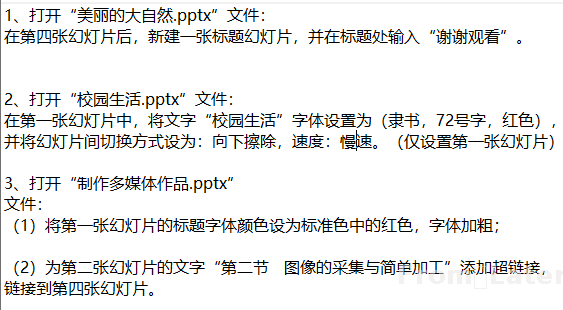 1、打开“美丽的大自然.pptx”文件：
在第四张幻灯片后，新建一张标题幻灯片，并在标题处输入“谢谢观看”。
2、打开“校园生活.pptx”文件：
在第一张幻灯片中，将文字“校园生活”字体设置为（隶书，72号字，红色），
并将幻灯片间切换方式设为：向下擦除，速度：慢速。（仅设置第一张幻灯片）
3、打开“制作多媒体作品.pptx”
文件：
（1）将第一张幻灯片的标题字体颜色设为标准色中的红色，字体加粗；
（2）为第二张幻灯片的文字“第二节　图像的采集与简单加工”添加超链接，
链接到第四张幻灯片。
From Later